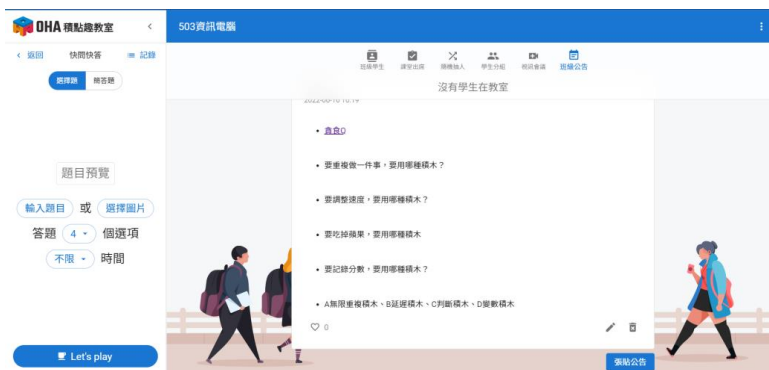 OHA 積點趣教室
503資訊電腦
返回 快問快答 記錄
選擇題 簡答題
班級學生 課堂出席 隨機抽人 學生分組 視訊會議 班級公告
沒有學生在教室
貪食Q
要重複做一件事，要用哪種積木？
要調整速度，要用哪種積木？
要吃掉蘋果，要用哪種積木
要記錄分數，要用哪種積木？
A無限重複積木、B延遲積木、C判斷積木、D變數積木
0
張貼公告
題目預覽
輸入題目 或 選擇圖片
答題 4 個選項
不限 時間
Let's play